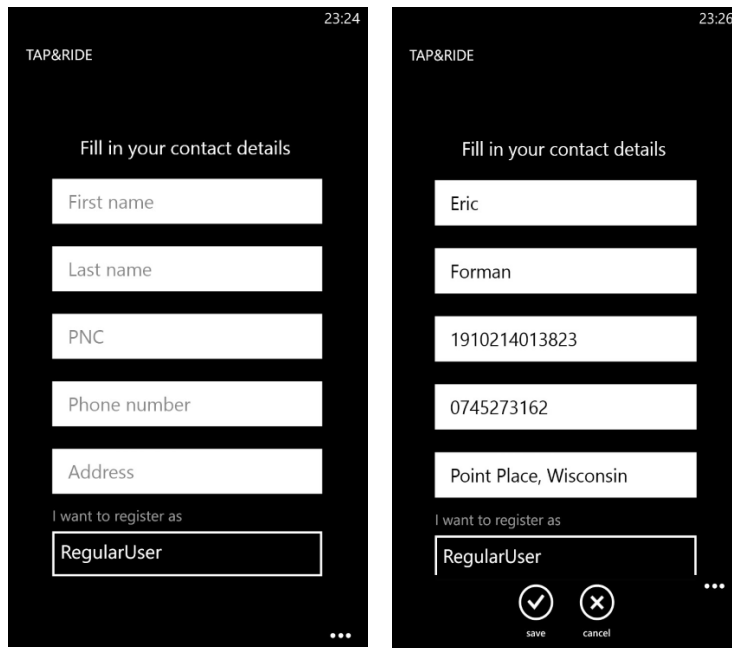 23:24
TAP&RIDE
Fill in your contact details
First name
Last name
PNC
Phone number
Address
I want to register as
RegularUser
23:26
TAP&RIDE
Fill in your contact details
Eric
Forman
1910214013823
0745273162
Point Place, Wisconsin
I want to register as
RegularUser
save
cancel